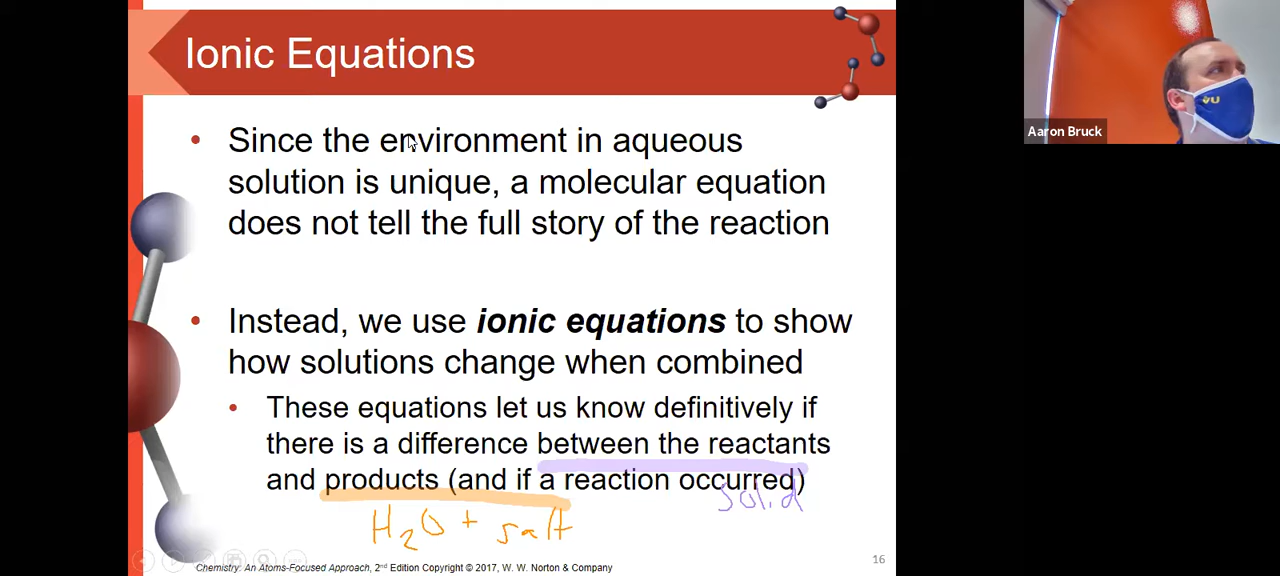 Ionic Equations
VU
Aaron Bruck
• Since the environment in aqueous
solution is unique, a molecular equation
does not tell the full story of the reaction
• Instead, we use ionic equations to show
how solutions change when combined
• These equations let us know definitively if
there is a difference between the reactants
and products (and if a reaction occurred)
solid
H₂O + salt
16
Chemistry: An Atoms-Focused Approach, 2nd Edition Copyright © 2017, W. W. Norton & Company